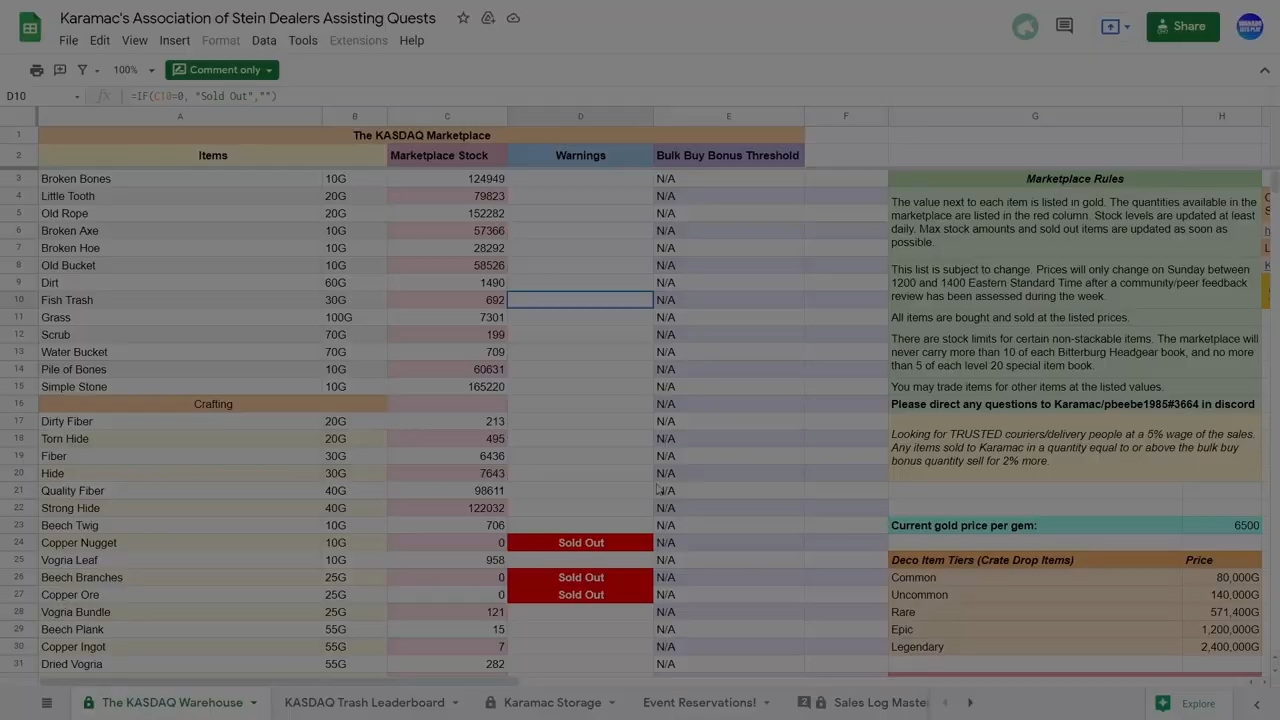 Karamac's Association of Stein Dealers Assisting Quests
File Edit View Insert Format Data Tools Extensions Help
Share
100% Comment only
D10 =IF(C10=0, "Sold Out","")
A B C D E F G H
1 The KASDAQ Marketplace
2 Items Marketplace Stock Warnings Bulk Buy Bonus Threshold
3 Broken Bones 10G 124949 N/A
4 Little Tooth 20G 79823 N/A
5 Old Rope 20G 152282 N/A
6 Broken Axe 10G 57366 N/A
7 Broken Hoe 10G 28292 N/A
8 Old Bucket 10G 58526 N/A
9 Dirt 60G 1490 N/A
10 Fish Trash 30G 692 N/A
11 Grass 100G 7301 N/A
12 Scrub 70G 199 N/A
13 Water Bucket 70G 709 N/A
14 Pile of Bones 10G 60631 N/A
15 Simple Stone 10G 165220 N/A
16 Crafting N/A
17 Dirty Fiber 20G 213 N/A
18 Torn Hide 20G 495 N/A
19 Fiber 30G 6436 N/A
20 Hide 30G 7643 N/A
21 Quality Fiber 40G 98611 N/A
22 Strong Hide 40G 122032 N/A
23 Beech Twig 10G 706 N/A
24 Copper Nugget 10G 0 Sold Out N/A
25 Vogria Leaf 10G 958 N/A
26 Beech Branches 25G 0 Sold Out N/A
27 Copper Ore 25G 0 Sold Out N/A
28 Vogria Bundle 25G 121 N/A
29 Beech Plank 55G 15 N/A
30 Copper Ingot 55G 7 N/A
31 Dried Vogria 55G 282 N/A
Marketplace Rules
The value next to each item is listed in gold. The quantities available in the
marketplace are listed in the red column. Stock levels are updated at least
daily. Max stock amounts and sold out items are updated as soon as
possible.
This list is subject to change. Prices will only change on Sunday between
1200 and 1400 Eastern Standard Time after a community/peer feedback
review has been assessed during the week.
All items are bought and sold at the listed prices.
There are stock limits for certain non-stackable items. The marketplace will
never carry more than 10 of each Bitterburg Headgear book, and no more
than 5 of each level 20 special item book.
You may trade items for other items at the listed values.
Please direct any questions to Karamac/pbeebe1985#3664 in discord
Looking for TRUSTED couriers/delivery people at a 5% wage of the sales.
Any items sold to Karamac in a quantity equal to or above the bulk buy
bonus quantity sell for 2% more.
Current gold price per gem: 6500
Deco Item Tiers (Crate Drop Items) Price
Common 80,000G
Uncommon 140,000G
Rare 571,400G
Epic 1,200,000G
Legendary 2,400,000G
The KASDAQ Warehouse KASDAQ Trash Leaderboard Karamac Storage Event Reservations! 2 Sales Log Maste
Explore